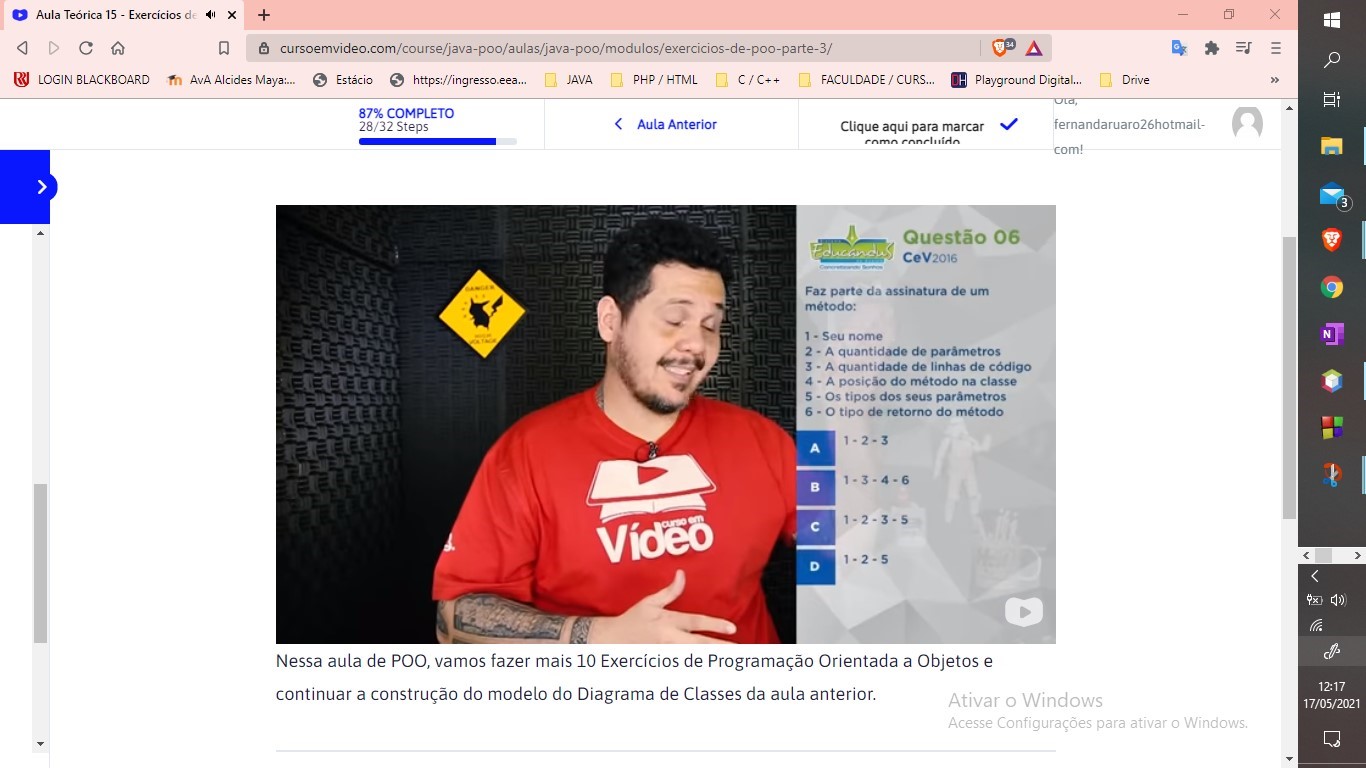 Aula Teórica 15 - Exercícios de
cursoemvideo.com/course/java-poo/aulas/java-poo/modulos/exercicios-de-poo-parte-3/
34
LOGIN BLACKBOARD
AvA Alcides Maya:...
Estácio
https://ingresso.eea...
JAVA
PHP / HTML
C / C++
FACULDADE / CURS...
Playground Digital...
Drive
»
87% COMPLETO
28/32 Steps
Aula Anterior
Clique aqui para marcar
como concluído
Olá,
fernandaruaro26hotmail-
com!
DANGER
VOLTAGE
curso em
Vídeo
Educandus
Concretizando Sonhos
Questão 06
CeV2016
Faz parte da assinatura de um
método:
1 - Seu nome
2 - A quantidade de parâmetros
3 - A quantidade de linhas de código
4 - A posição do método na classe
5 - Os tipos dos seus parâmetros
6 - O tipo de retorno do método
A 1 - 2 - 3
B 1 - 3 - 4 - 6
C 1 - 2 - 3 - 5
D 1 - 2 - 5
Nessa aula de POO, vamos fazer mais 10 Exercícios de Programação Orientada a Objetos e
continuar a construção do modelo do Diagrama de Classes da aula anterior.
Ativar o Windows
Acesse Configurações para ativar o Windows.
3
N
12:17
17/05/2021